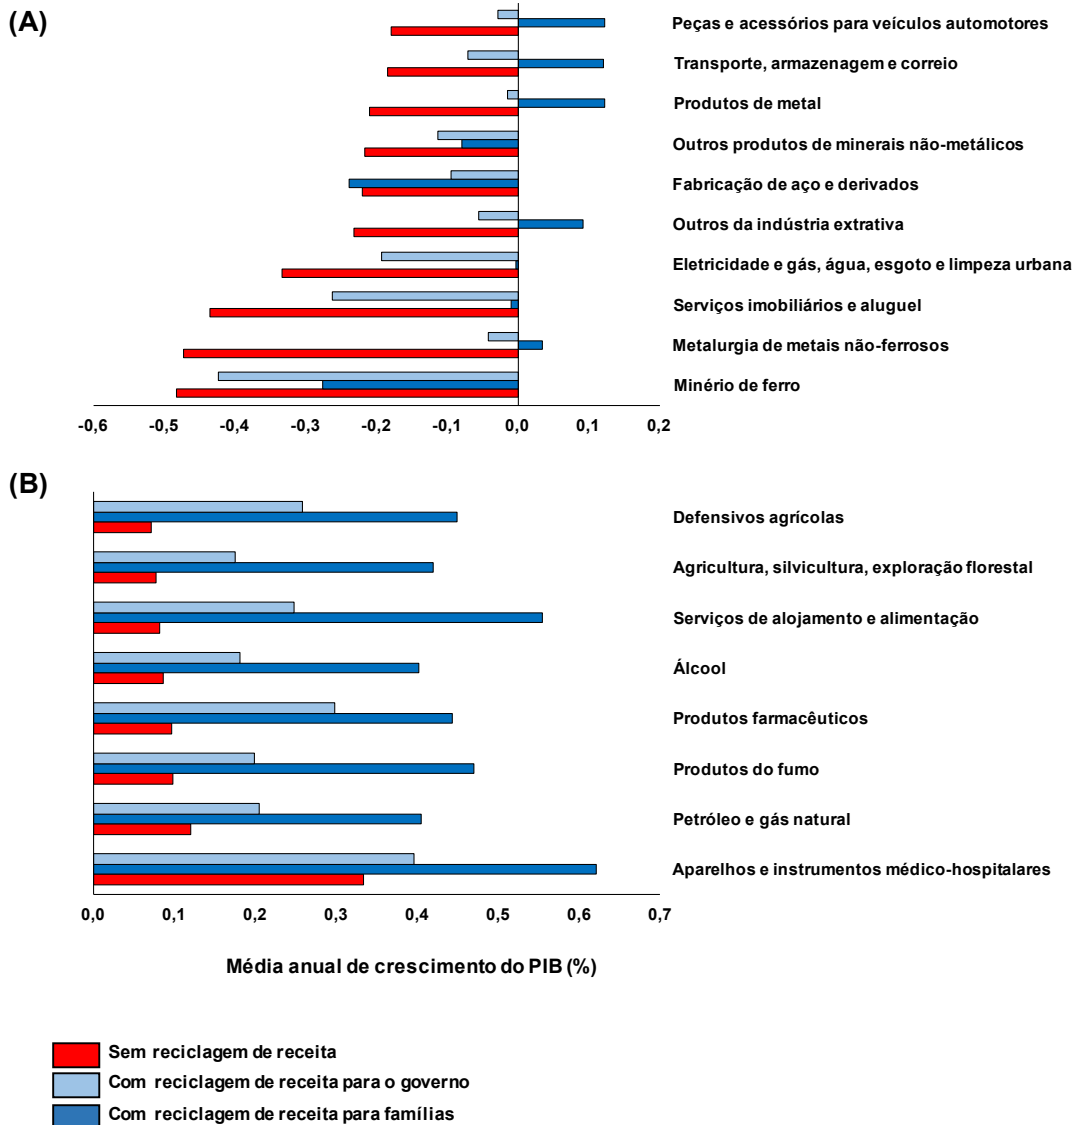 (A)
Peças e acessórios para veículos automotores
Transporte, armazenagem e correio
Produtos de metal
Outros produtos de minerais não-metálicos
Fabricação de aço e derivados
Outros da indústria extrativa
Eletricidade e gás, água, esgoto e limpeza urbana
Serviços imobiliários e aluguel
Metalurgia de metais não-ferrosos
Minério de ferro
-0,6 -0,5 -0,4 -0,3 -0,2 -0,1 0,0 0,1 0,2
(B)
Defensivos agrícolas
Agricultura, silvicultura, exploração florestal
Serviços de alojamento e alimentação
Álcool
Produtos farmacêuticos
Produtos do fumo
Petróleo e gás natural
Aparelhos e instrumentos médico-hospitalares
0,0 0,1 0,2 0,3 0,4 0,5 0,6 0,7
Média anual de crescimento do PIB (%)
Sem reciclagem de receita
Com reciclagem de receita para o governo
Com reciclagem de receita para famílias